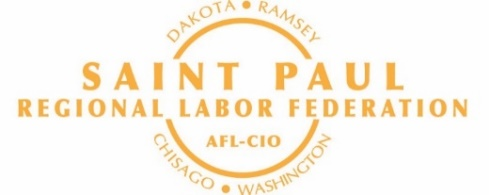 DAKOTA • RAMSEY
SAINT PAUL
REGIONAL LABOR FEDERATION
AFL-CIO
CHISAGO • WASHINGTON